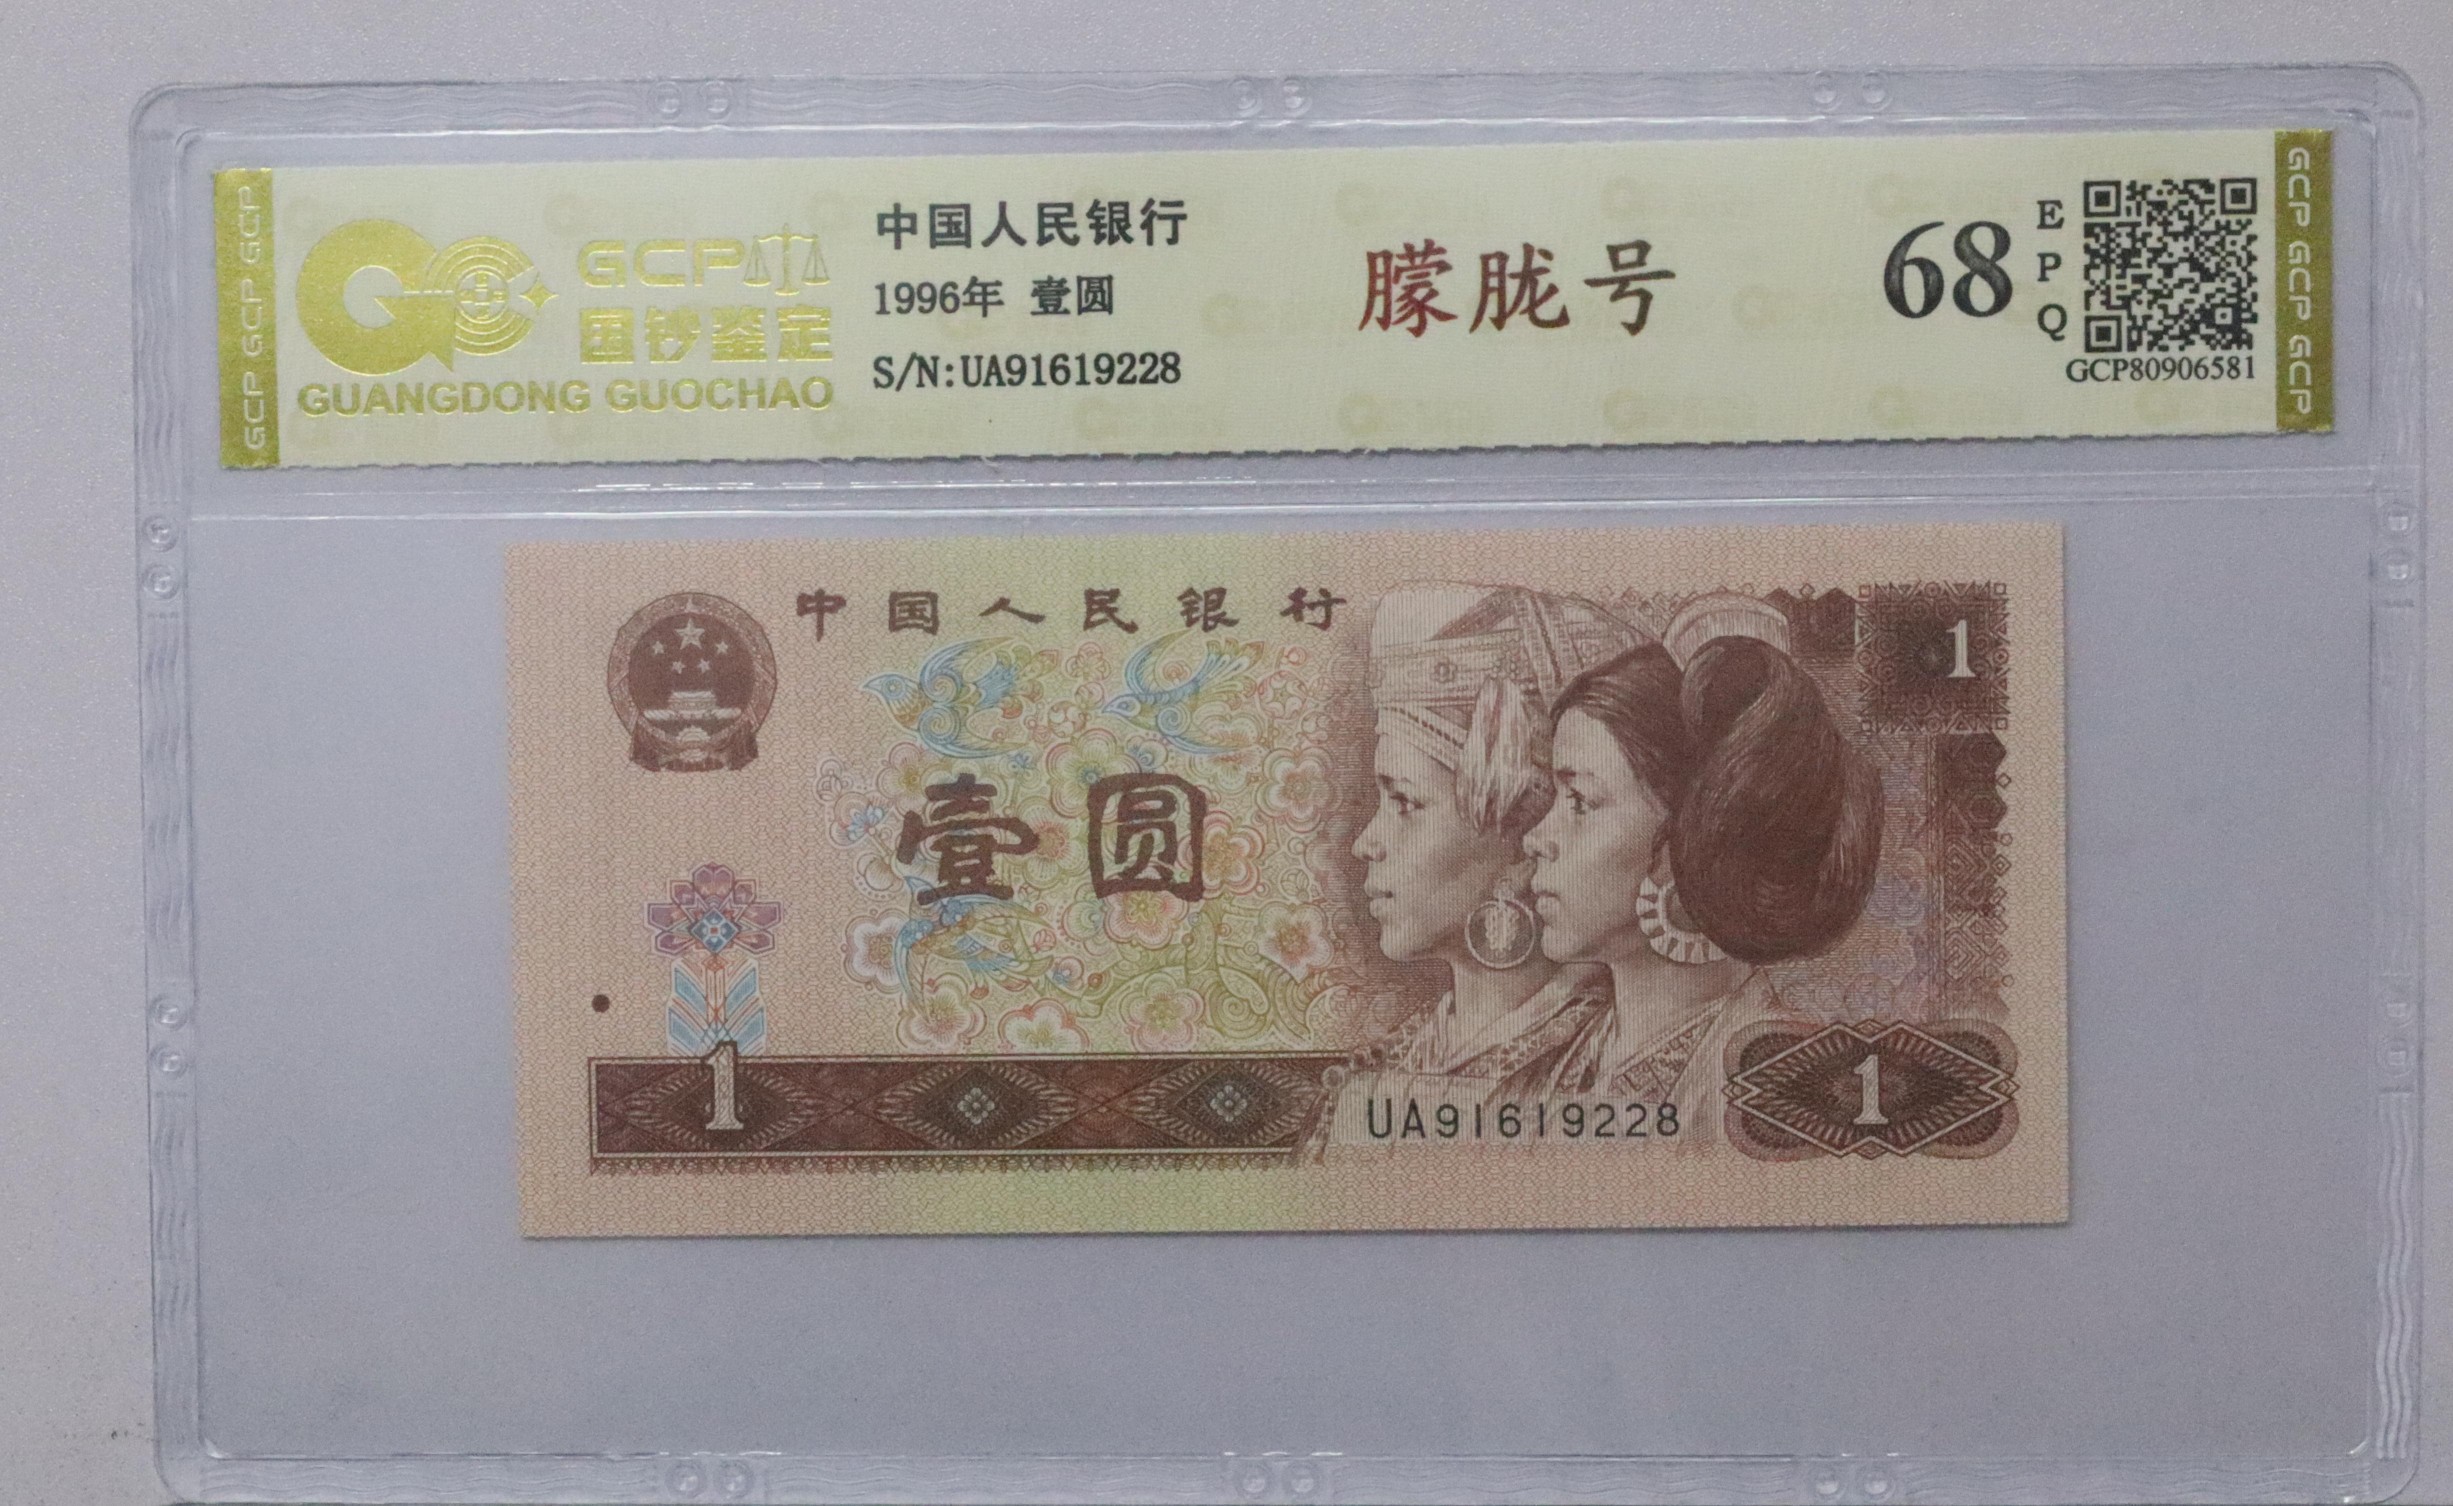 GCP GCP GCP
GCP
国钞鉴定
GUANGDONG GUOCHAO
中国人民银行
1996年 壹圆
S/N:UA91619228
朦胧号
68
E
P
Q
GCP80906581
GCP GCP GCP
中国人民银行
1
壹圆
1
UA91619228
1